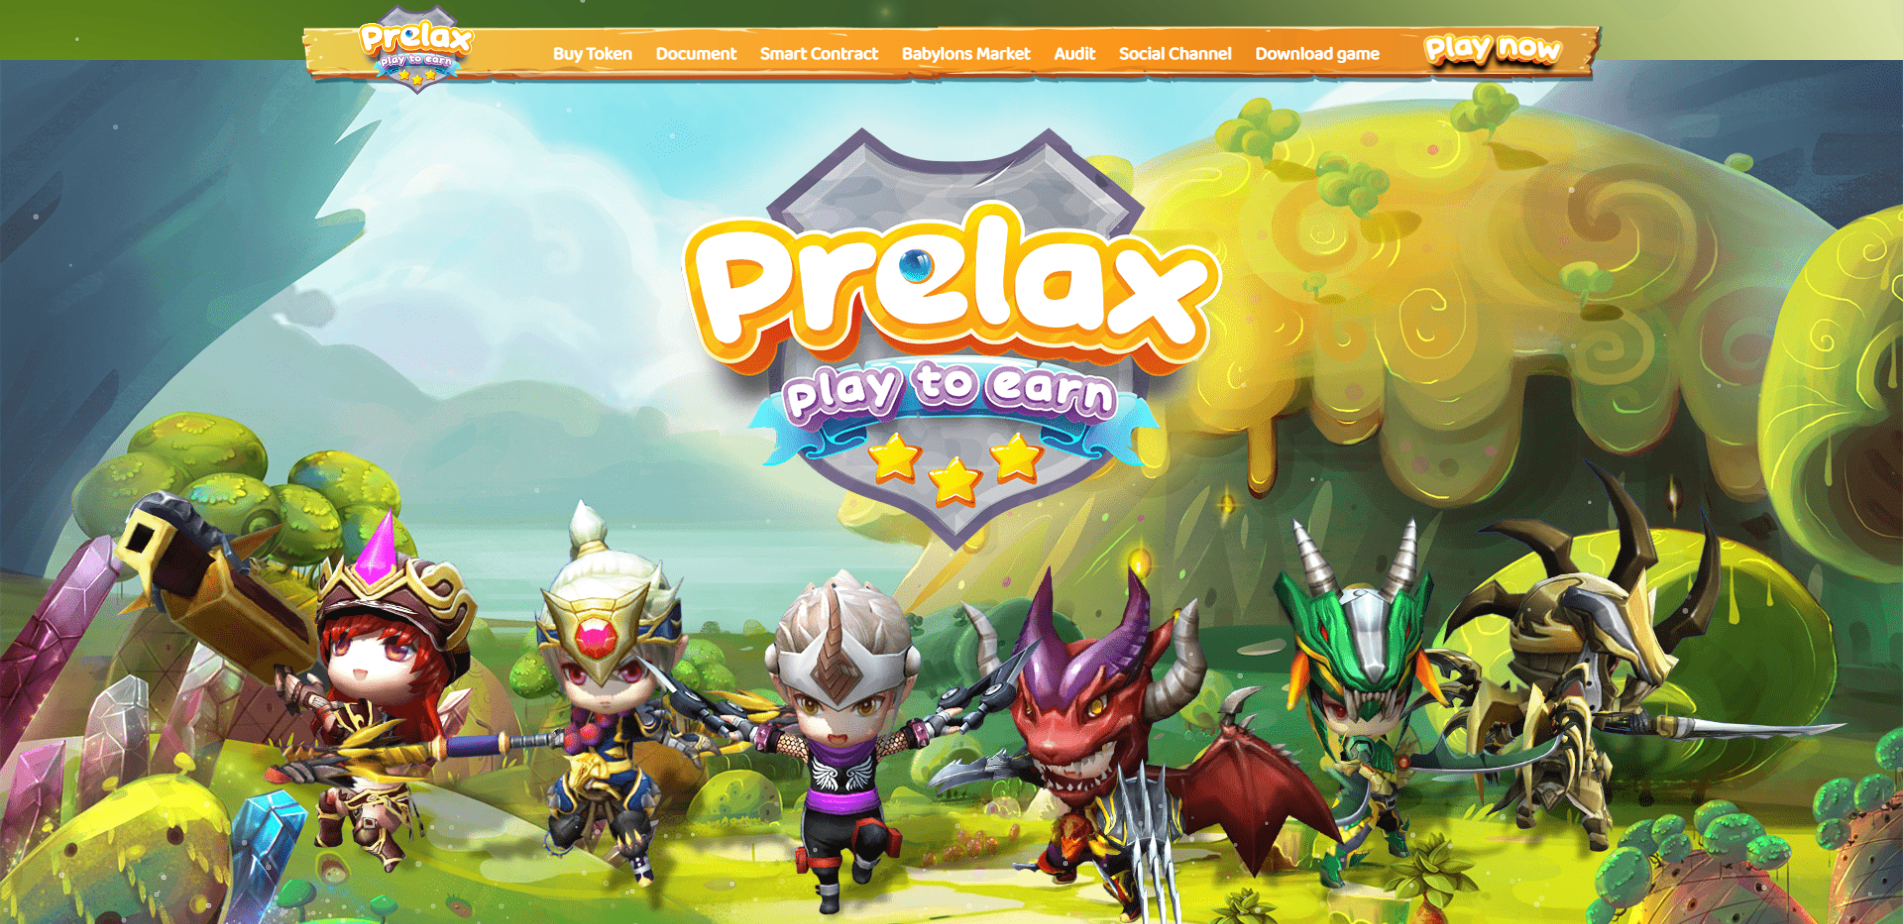 Prelax
play to earn
Buy Token Document Smart Contract Babylons Market Audit Social Channel Download game Play now
Prelax
play to earn